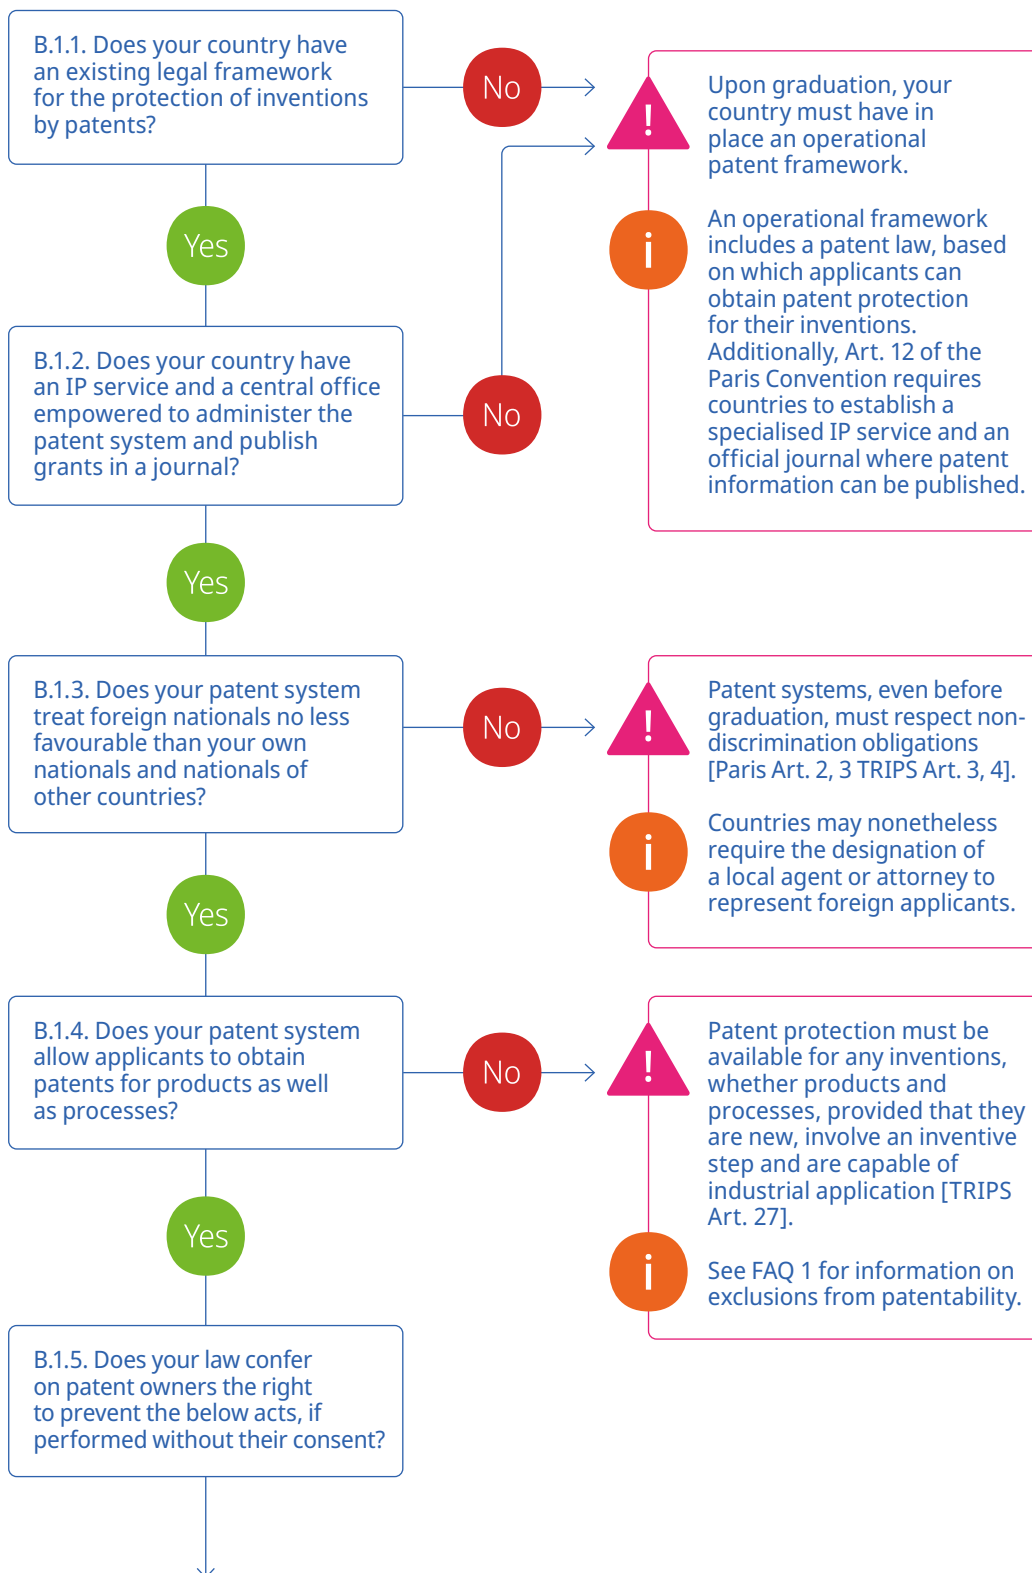 B.1.1. Does your country have
an existing legal framework
for the protection of inventions
by patents?
No
!
Upon graduation, your
country must have in
place an operational
patent framework.
i
An operational framework
includes a patent law, based
on which applicants can
obtain patent protection
for their inventions.
Additionally, Art. 12 of the
Paris Convention requires
countries to establish a
specialised IP service and an
official journal where patent
information can be published.
Yes
B.1.2. Does your country have
an IP service and a central office
empowered to administer the
patent system and publish
grants in a journal?
No
Yes
B.1.3. Does your patent system
treat foreign nationals no less
favourable than your own
nationals and nationals of
other countries?
No
!
Patent systems, even before
graduation, must respect non-
discrimination obligations
[Paris Art. 2, 3 TRIPS Art. 3, 4].
i
Countries may nonetheless
require the designation of
a local agent or attorney to
represent foreign applicants.
Yes
B.1.4. Does your patent system
allow applicants to obtain
patents for products as well
as processes?
No
!
Patent protection must be
available for any inventions,
whether products and
processes, provided that they
are new, involve an inventive
step and are capable of
industrial application [TRIPS
Art. 27].
i
See FAQ 1 for information on
exclusions from patentability.
Yes
B.1.5. Does your law confer
on patent owners the right
to prevent the below acts, if
performed without their consent?